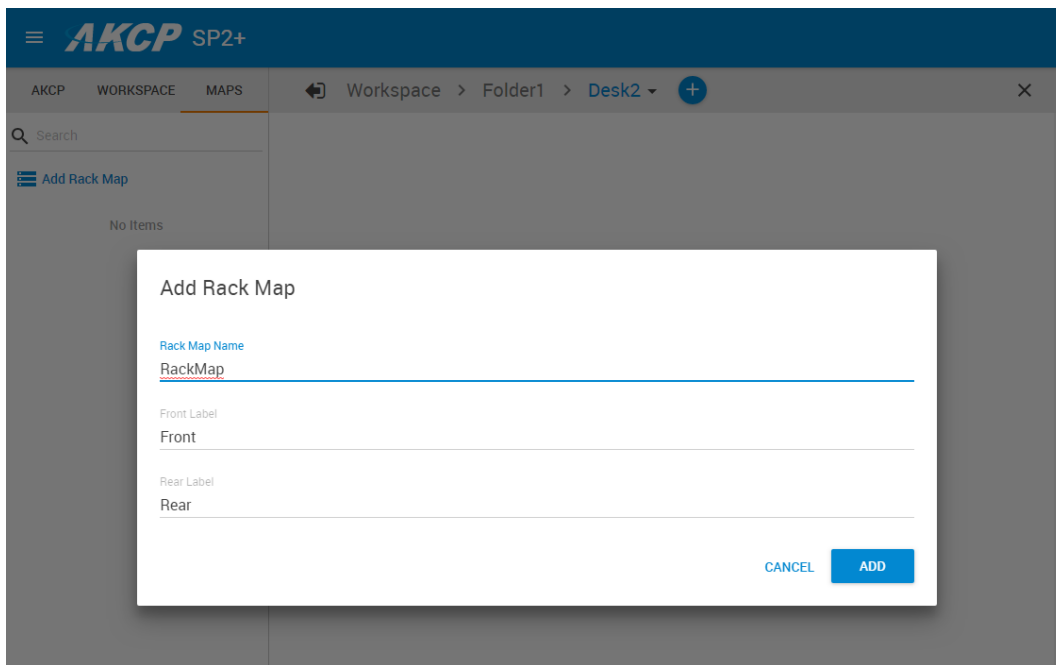 AKCP SP2+
AKCP WORKSPACE MAPS
Workspace > Folder1 > Desk2
Search
Add Rack Map
No Items
Add Rack Map
Rack Map Name
RackMap
Front Label
Front
Rear Label
Rear
CANCEL ADD